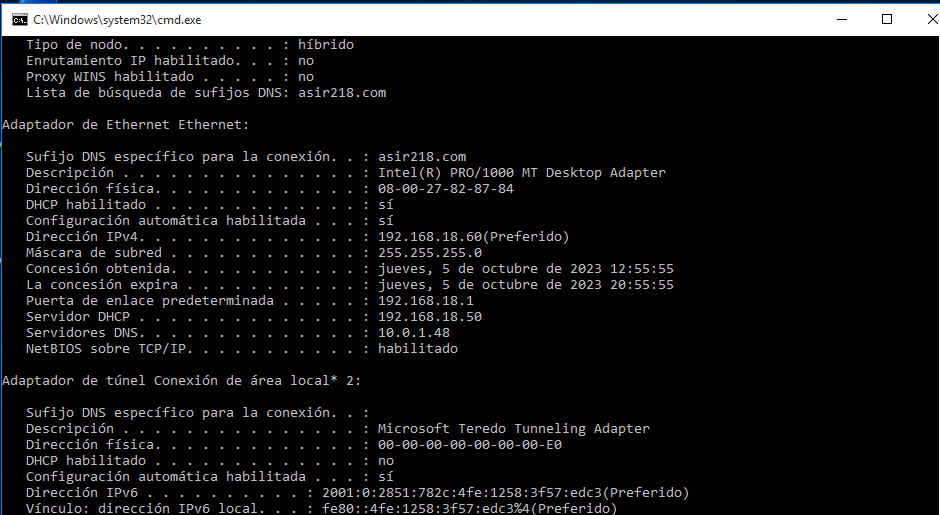 C:\Windows\system32\cmd.exe
Tipo de nodo. . . . . . . . . . : híbrido
Enrutamiento IP habilitado. . . : no
Proxy WINS habilitado . . . . . : no
Lista de búsqueda de sufijos DNS: asir218.com
Adaptador de Ethernet Ethernet:
Sufijo DNS específico para la conexión. . : asir218.com
Descripción . . . . . . . . . . . . . . . : Intel(R) PRO/1000 MT Desktop Adapter
Dirección física. . . . . . . . . . . . . : 08-00-27-82-87-84
DHCP habilitado . . . . . . . . . . . . . : sí
Configuración automática habilitada . . . : sí
Dirección IPv4. . . . . . . . . . . . . . : 192.168.18.60(Preferido)
Máscara de subred . . . . . . . . . . . . : 255.255.255.0
Concesión obtenida. . . . . . . . . . . . : jueves, 5 de octubre de 2023 12:55:55
La concesión expira . . . . . . . . . . . : jueves, 5 de octubre de 2023 20:55:55
Puerta de enlace predeterminada . . . . . : 192.168.18.1
Servidor DHCP . . . . . . . . . . . . . . : 192.168.18.50
Servidores DNS. . . . . . . . . . . . . . : 10.0.1.48
NetBIOS sobre TCP/IP. . . . . . . . . . . : habilitado
Adaptador de túnel Conexión de área local* 2:
Sufijo DNS específico para la conexión. . :
Descripción . . . . . . . . . . . . . . . : Microsoft Teredo Tunneling Adapter
Dirección física. . . . . . . . . . . . . : 00-00-00-00-00-00-00-E0
DHCP habilitado . . . . . . . . . . . . . : no
Configuración automática habilitada . . . : sí
Dirección IPv6 . . . . . . . . . . : 2001:0:2851:782c:4fe:1258:3f57:edc3(Preferido)
Vínculo: dirección IPv6 local. . . : fe80::4fe:1258:3f57:edc3%4(Preferido)